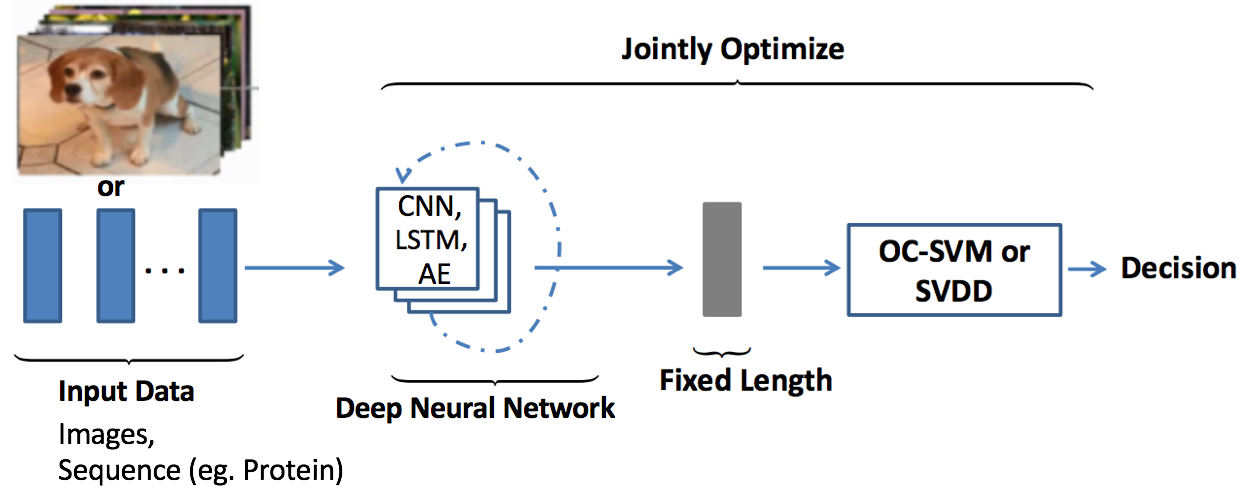 Jointly Optimize
or
CNN,
LSTM,
AE
...
OC-SVM or
SVDD
Decision
Input Data
Images,
Sequence (eg. Protein)
Deep Neural Network
Fixed Length